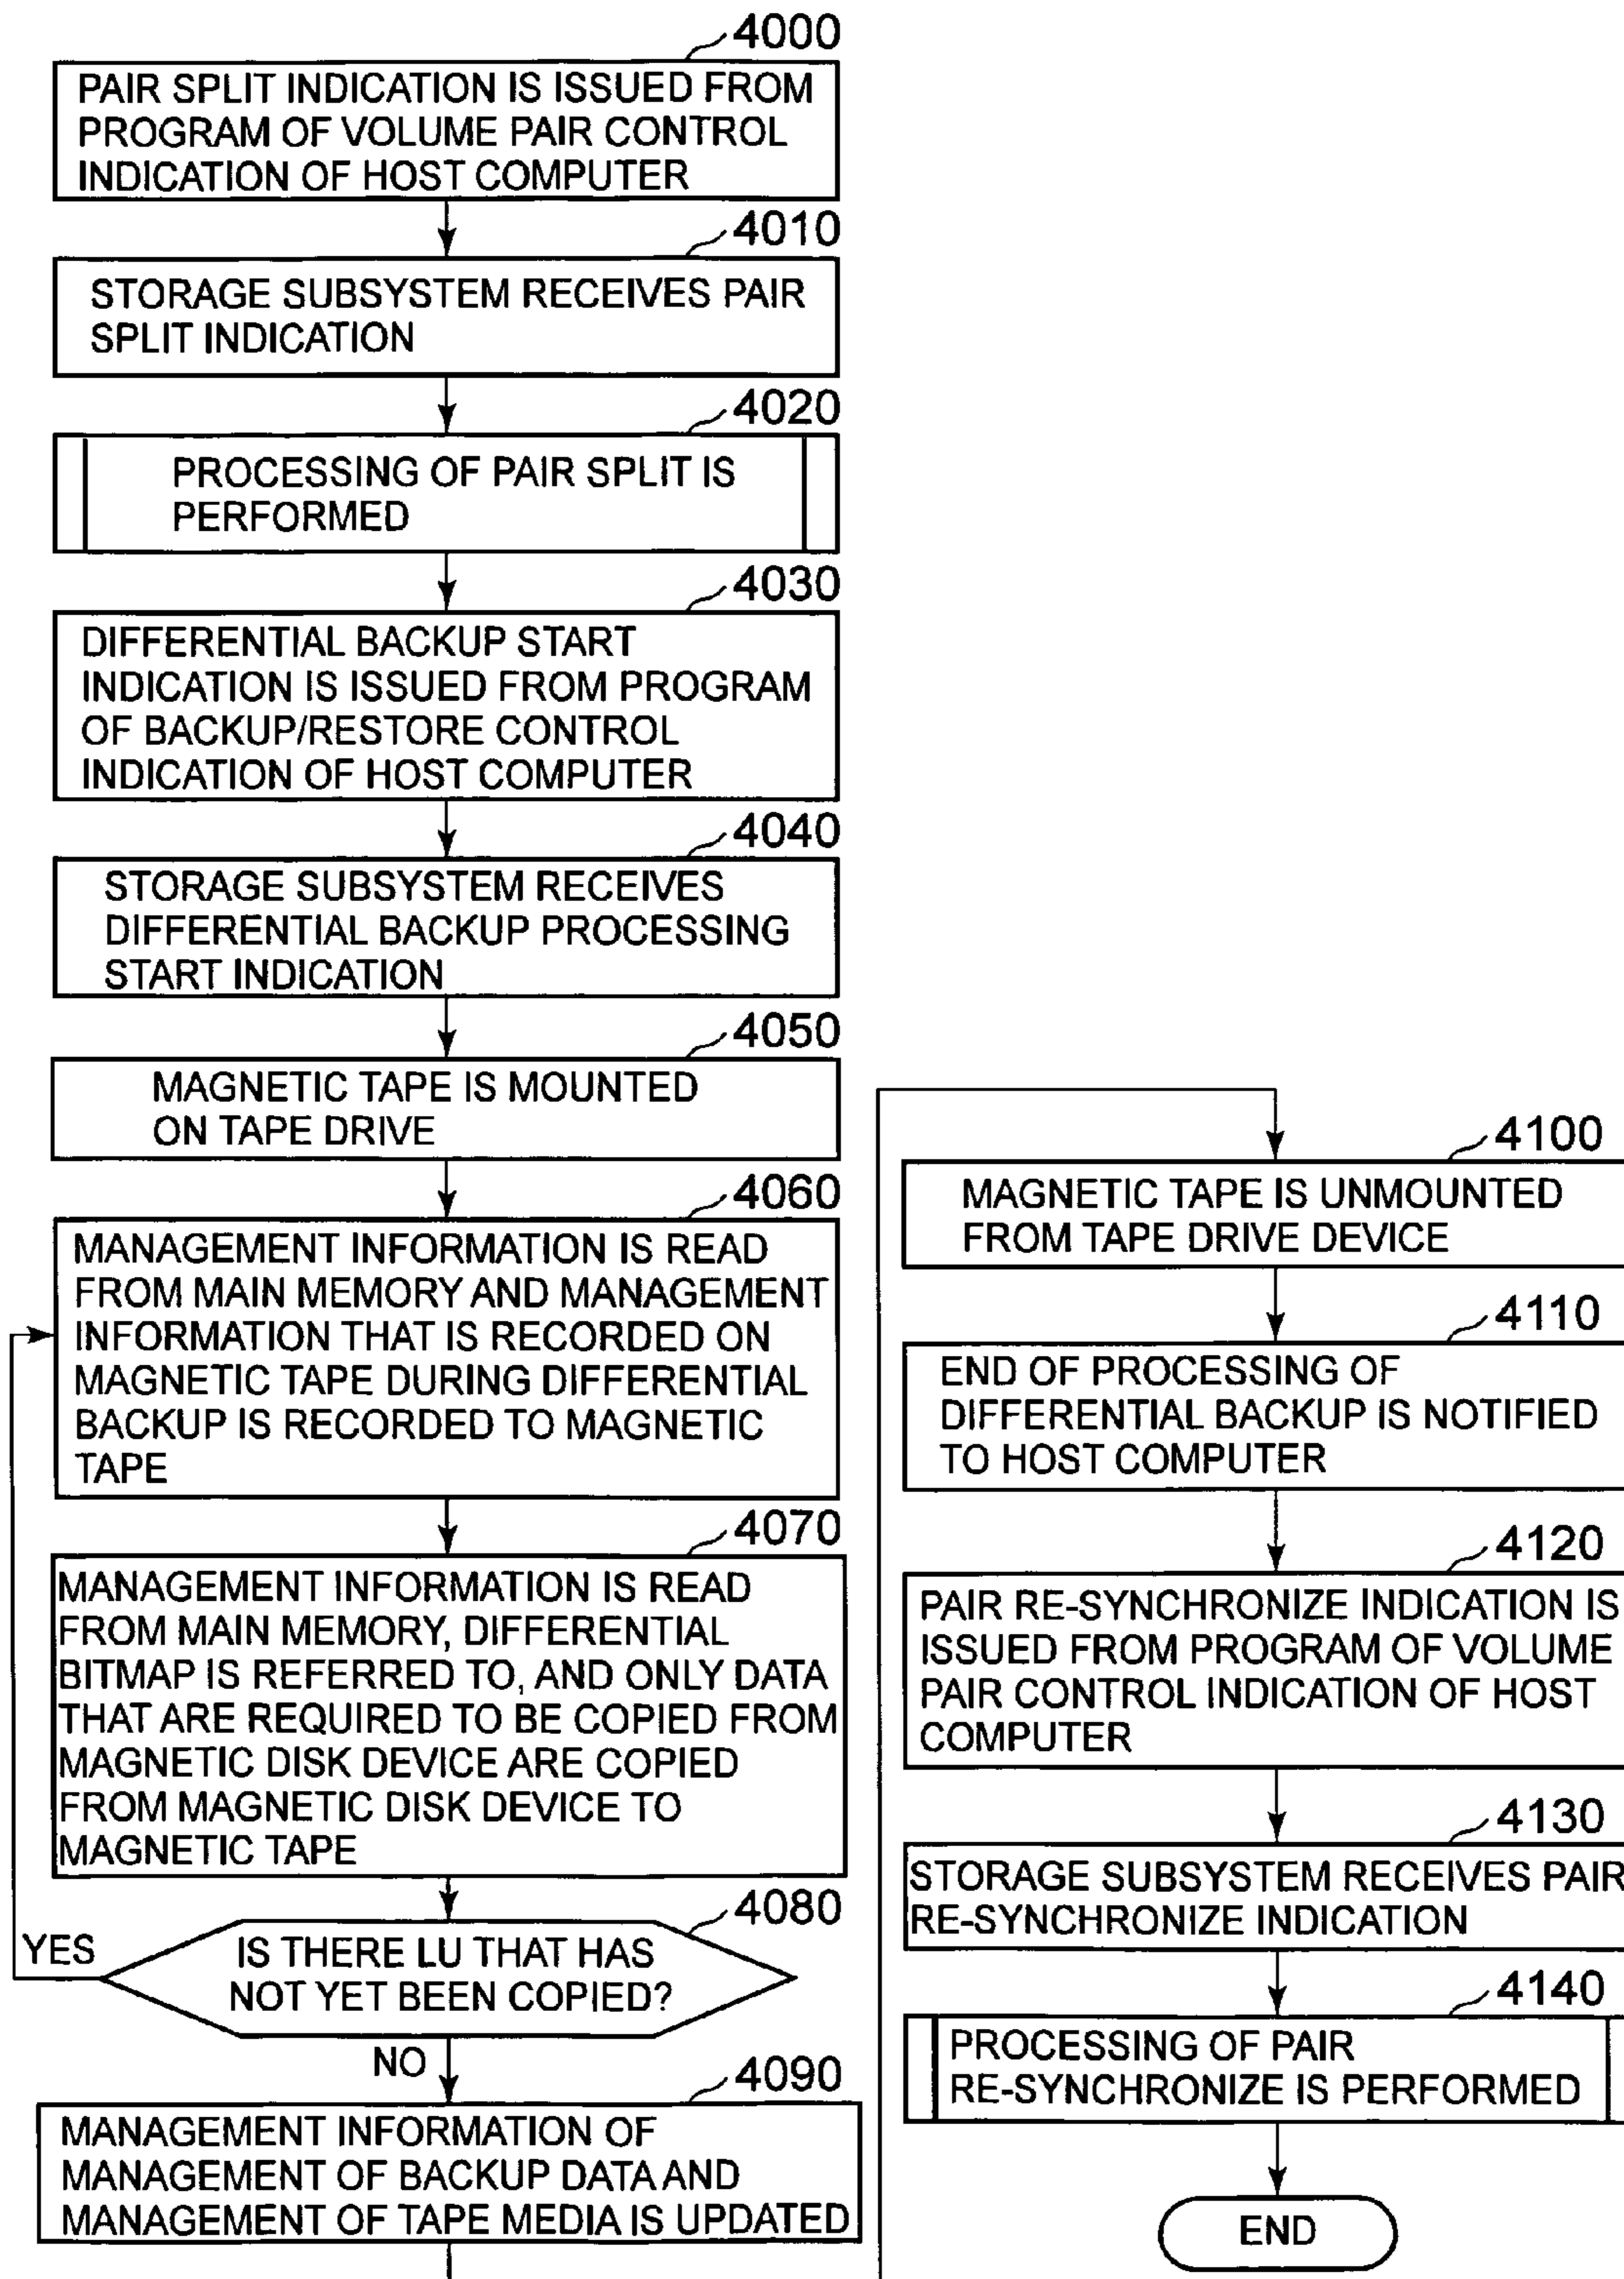 4000
PAIR SPLIT INDICATION IS ISSUED FROM
PROGRAM OF VOLUME PAIR CONTROL
INDICATION OF HOST COMPUTER
4010
STORAGE SUBSYSTEM RECEIVES PAIR
SPLIT INDICATION
4020
PROCESSING OF PAIR SPLIT IS
PERFORMED
4030
DIFFERENTIAL BACKUP START
INDICATION IS ISSUED FROM PROGRAM
OF BACKUP/RESTORE CONTROL
INDICATION OF HOST COMPUTER
4040
STORAGE SUBSYSTEM RECEIVES
DIFFERENTIAL BACKUP PROCESSING
START INDICATION
4050
MAGNETIC TAPE IS MOUNTED
ON TAPE DRIVE
4060
MANAGEMENT INFORMATION IS READ
FROM MAIN MEMORY AND MANAGEMENT
INFORMATION THAT IS RECORDED ON
MAGNETIC TAPE DURING DIFFERENTIAL
BACKUP IS RECORDED TO MAGNETIC
TAPE
4070
MANAGEMENT INFORMATION IS READ
FROM MAIN MEMORY, DIFFERENTIAL
BITMAP IS REFERRED TO, AND ONLY DATA
THAT ARE REQUIRED TO BE COPIED FROM
MAGNETIC DISK DEVICE ARE COPIED
FROM MAGNETIC DISK DEVICE TO
MAGNETIC TAPE
4080
YES
IS THERE LU THAT HAS
NOT YET BEEN COPIED?
NO
4090
MANAGEMENT INFORMATION OF
MANAGEMENT OF BACKUP DATA AND
MANAGEMENT OF TAPE MEDIA IS UPDATED
4100
MAGNETIC TAPE IS UNMOUNTED
FROM TAPE DRIVE DEVICE
4110
END OF PROCESSING OF
DIFFERENTIAL BACKUP IS NOTIFIED
TO HOST COMPUTER
4120
PAIR RE-SYNCHRONIZE INDICATION IS
ISSUED FROM PROGRAM OF VOLUME
PAIR CONTROL INDICATION OF HOST
COMPUTER
4130
STORAGE SUBSYSTEM RECEIVES PAIR
RE-SYNCHRONIZE INDICATION
4140
PROCESSING OF PAIR
RE-SYNCHRONIZE IS PERFORMED
END